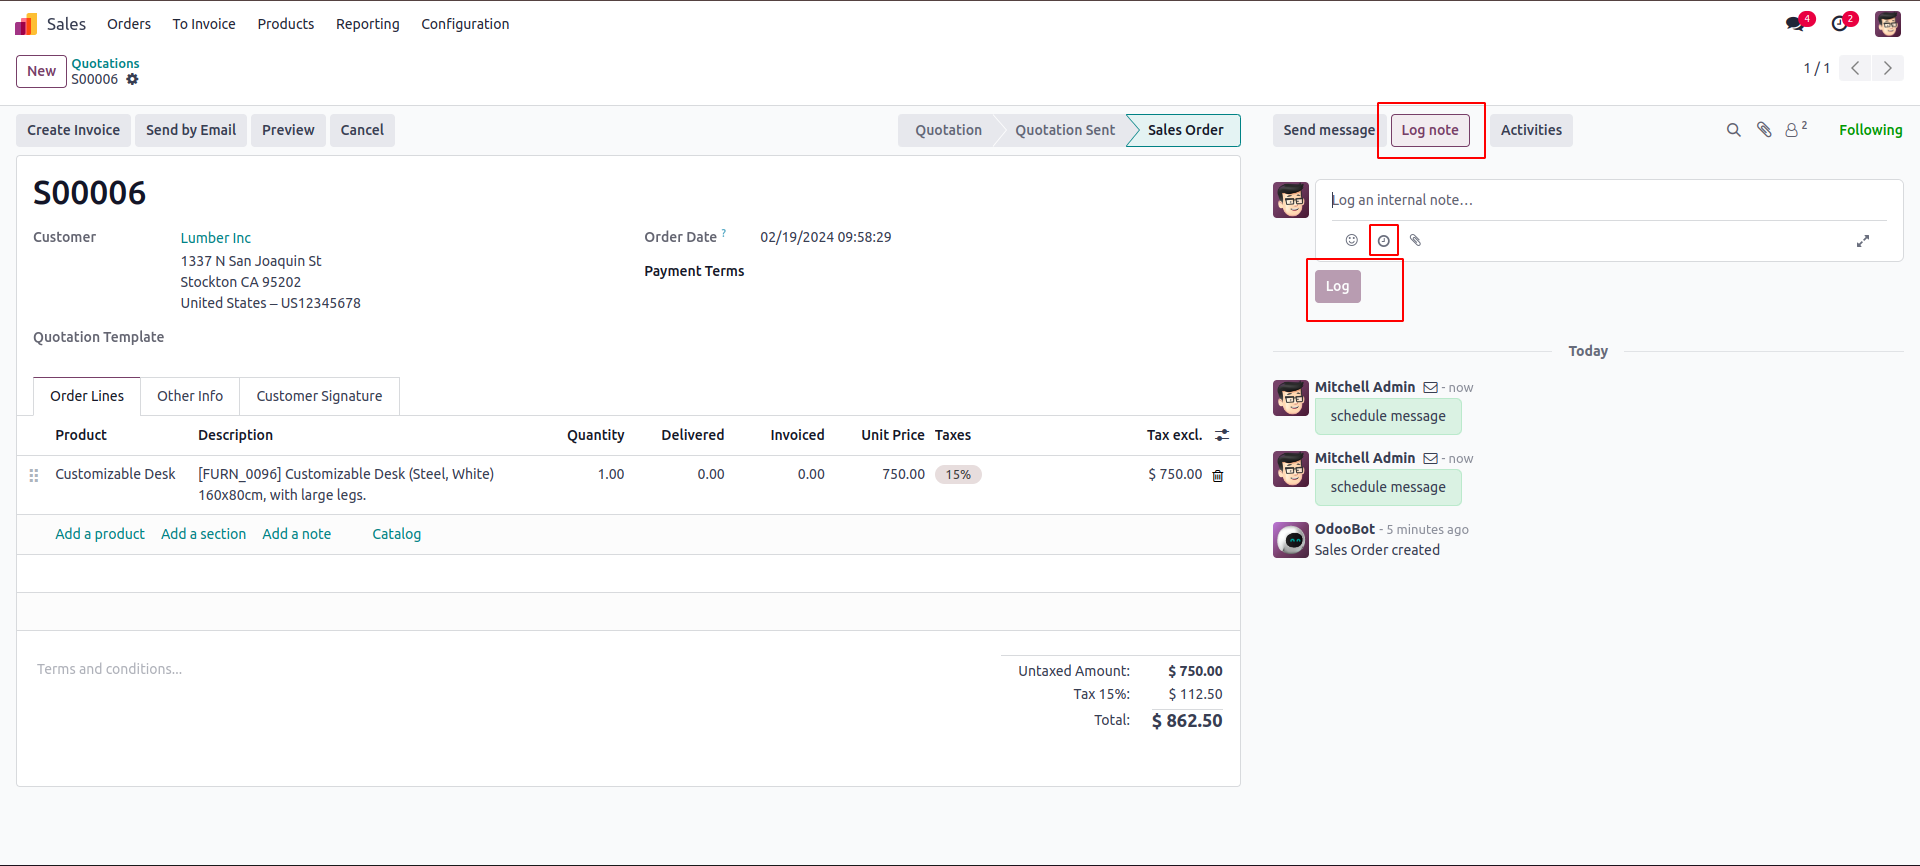 Sales Orders To Invoice Products Reporting Configuration 4 2
New Quotations
S00006
1 / 1
Create Invoice Send by Email Preview Cancel Quotation Quotation Sent Sales Order
Send message Log note Activities 2 Following
S00006
Customer Lumber Inc
1337 N San Joaquin St
Stockton CA 95202
United States – US12345678
Order Date ? 02/19/2024 09:58:29
Payment Terms
Quotation Template
Order Lines Other Info Customer Signature
Product Description Quantity Delivered Invoiced Unit Price Taxes Tax excl.
Customizable Desk [FURN_0096] Customizable Desk (Steel, White) 1.00 0.00 0.00 750.00 15% $ 750.00
160x80cm, with large legs.
Add a product Add a section Add a note Catalog
Terms and conditions...
Untaxed Amount: $ 750.00
Tax 15%: $ 112.50
Total: $ 862.50
Log an internal note…
Log
Today
Mitchell Admin - now
schedule message
Mitchell Admin - now
schedule message
OdooBot - 5 minutes ago
Sales Order created